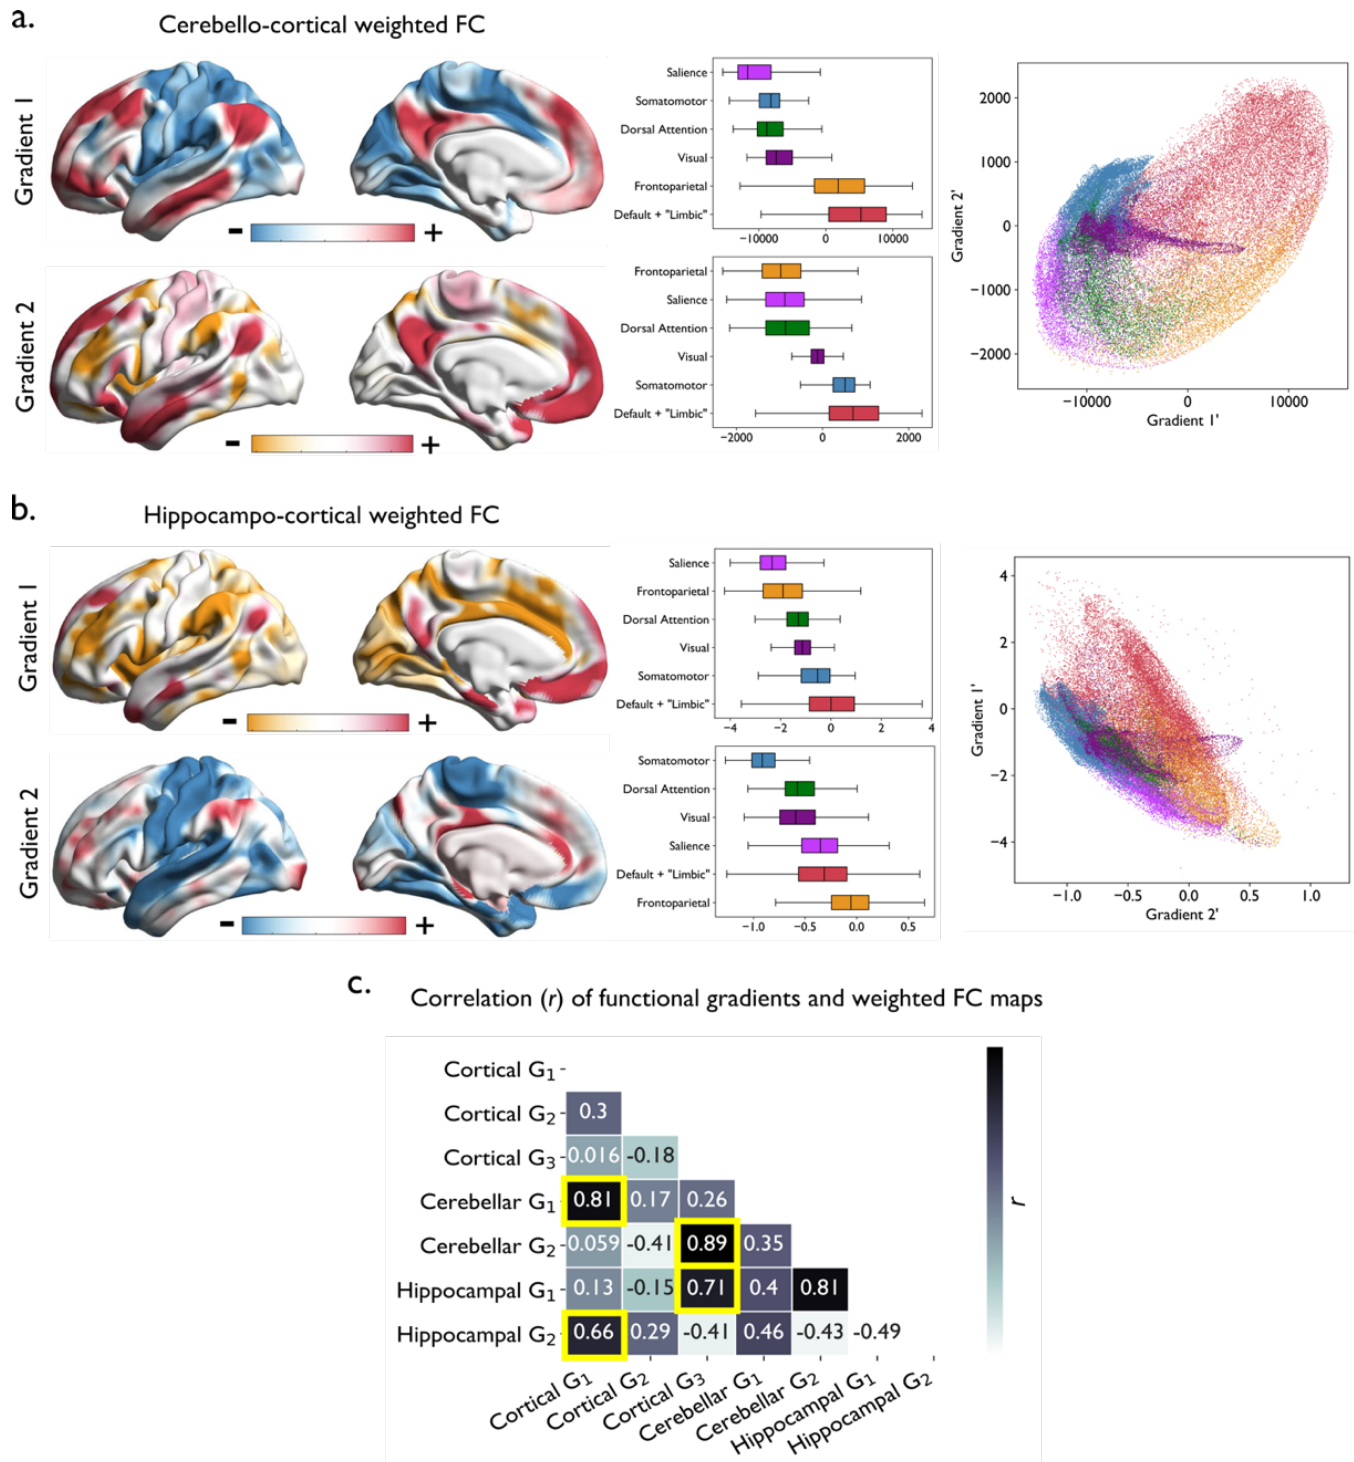 a.
Cerebello-cortical weighted FC
Gradient 1
- +
Salience
Somatomotor
Dorsal Attention
Visual
Frontoparietal
Default + "Limbic"
−10000 0 10000
Gradient 2
- +
Frontoparietal
Salience
Dorsal Attention
Visual
Somatomotor
Default + "Limbic"
−2000 0 2000
Gradient 2'
2000
1000
0
−1000
−2000
−10000 0 10000
Gradient 1'
b.
Hippocampo-cortical weighted FC
Gradient 1
- +
Salience
Frontoparietal
Dorsal Attention
Visual
Somatomotor
Default + "Limbic"
−4 −2 0 2 4
Gradient 2
- +
Somatomotor
Dorsal Attention
Visual
Salience
Default + "Limbic"
Frontoparietal
−1.0 −0.5 0.0 0.5
Gradient 1'
4
2
0
−2
−4
−1.0 −0.5 0.0 0.5 1.0
Gradient 2'
c.
Correlation (r) of functional gradients and weighted FC maps
Cortical G1
Cortical G2 0.3
Cortical G3 0.016 -0.18
Cerebellar G1 0.81 0.17 0.26
Cerebellar G2 0.059 -0.41 0.89 0.35
Hippocampal G1 0.13 -0.15 0.71 0.4 0.81
Hippocampal G2 0.66 0.29 -0.41 0.46 -0.43 -0.49
Cortical G1
Cortical G2
Cortical G3
Cerebellar G1
Cerebellar G2
Hippocampal G1
Hippocampal G2
r